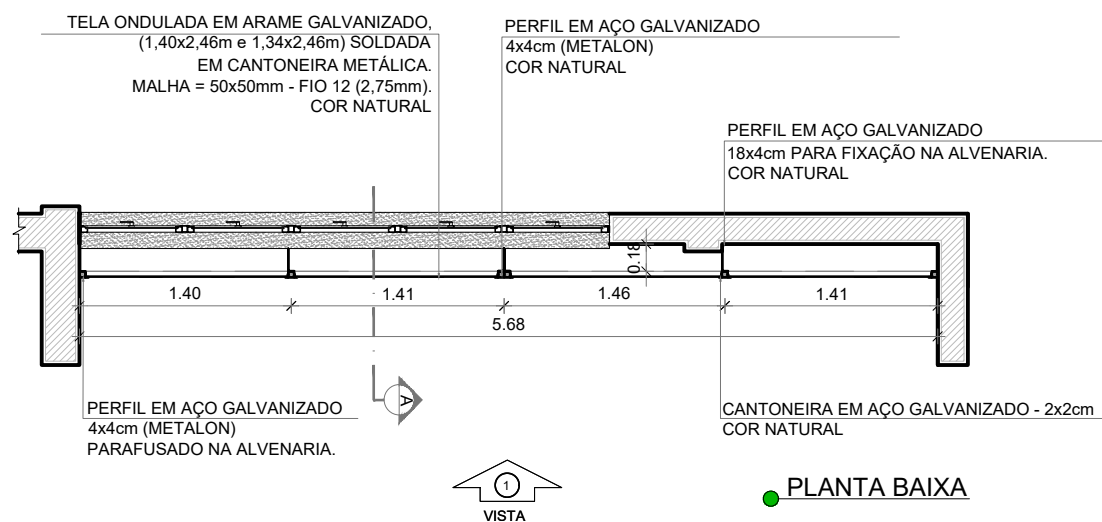 TELA ONDULADA EM ARAME GALVANIZADO,
(1,40x2,46m e 1,34x2,46m) SOLDADA
EM CANTONEIRA METÁLICA.
MALHA = 50x50mm - FIO 12 (2,75mm).
COR NATURAL
PERFIL EM AÇO GALVANIZADO
4x4cm (METALON)
COR NATURAL
PERFIL EM AÇO GALVANIZADO
18x4cm PARA FIXAÇÃO NA ALVENARIA.
COR NATURAL
0.18
1.40
1.41
1.46
1.41
5.68
A
PERFIL EM AÇO GALVANIZADO
4x4cm (METALON)
PARAFUSADO NA ALVENARIA.
CANTONEIRA EM AÇO GALVANIZADO - 2x2cm
COR NATURAL
1
VISTA
PLANTA BAIXA